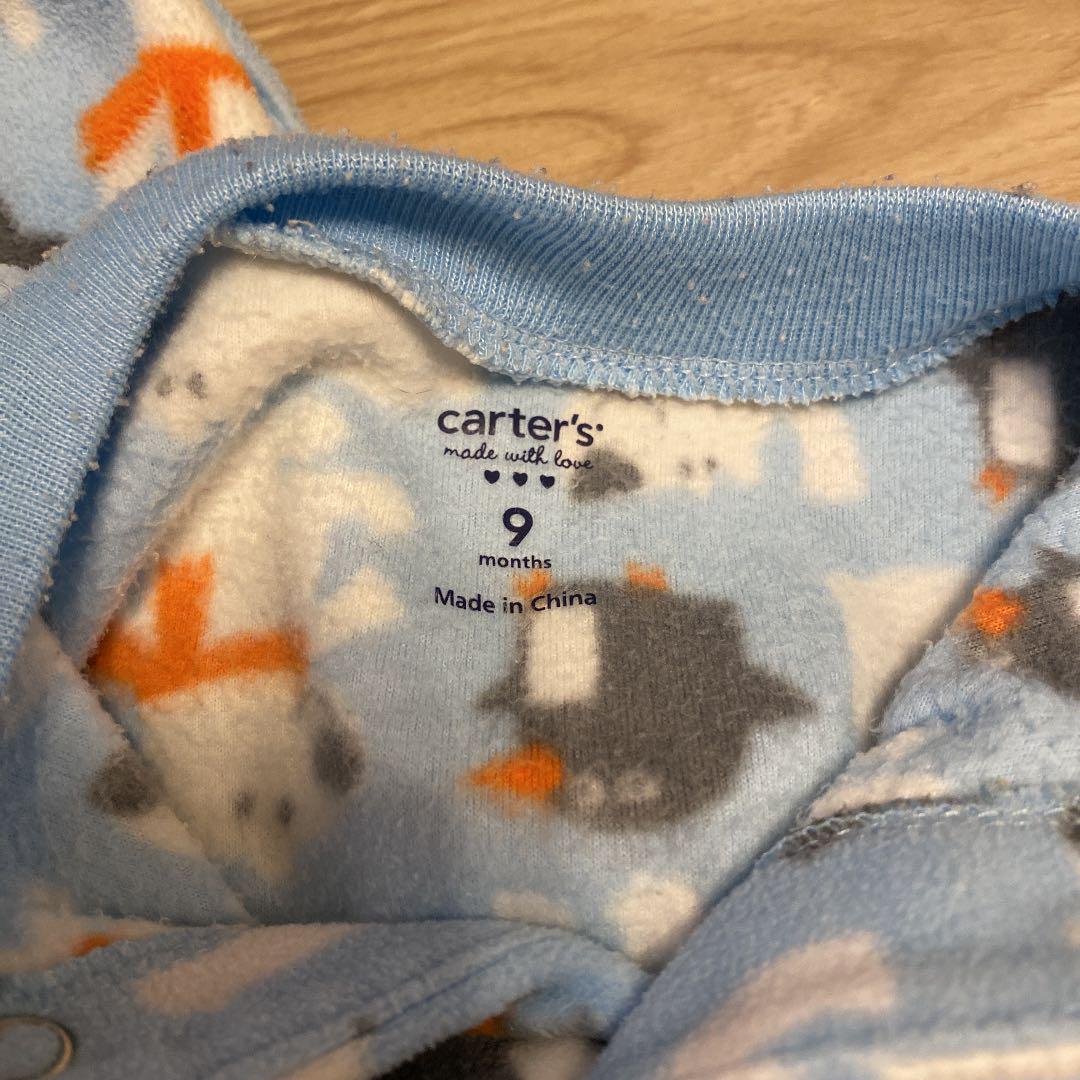 carter's
made with love
9
months
Made in China